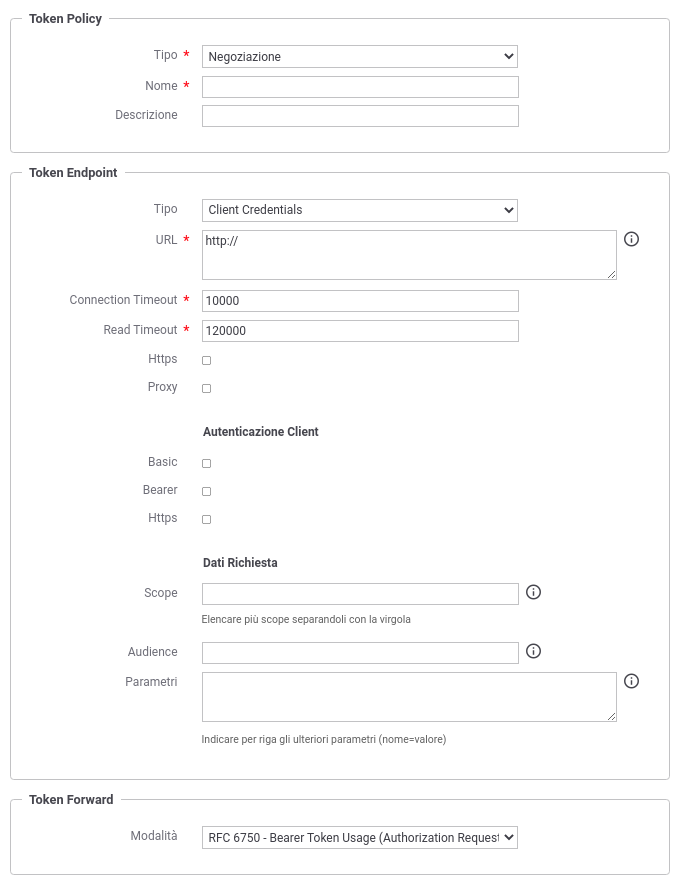 Token Policy
Tipo * Negoziazione
Nome *
Descrizione
Token Endpoint
Tipo Client Credentials
URL * http://
Connection Timeout * 10000
Read Timeout * 120000
Https
Proxy
Autenticazione Client
Basic
Bearer
Https
Dati Richiesta
Scope
Elencare più scope separandoli con la virgola
Audience
Parametri
Indicare per riga gli ulteriori parametri (nome=valore)
Token Forward
Modalità RFC 6750 - Bearer Token Usage (Authorization Request